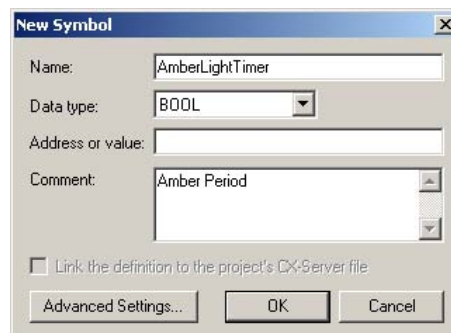 New Symbol
Name: AmberLightTimer
Data type: BOOL
Address or value:
Comment: Amber Period
Link the definition to the project's CX-Server file
Advanced Settings... OK Cancel